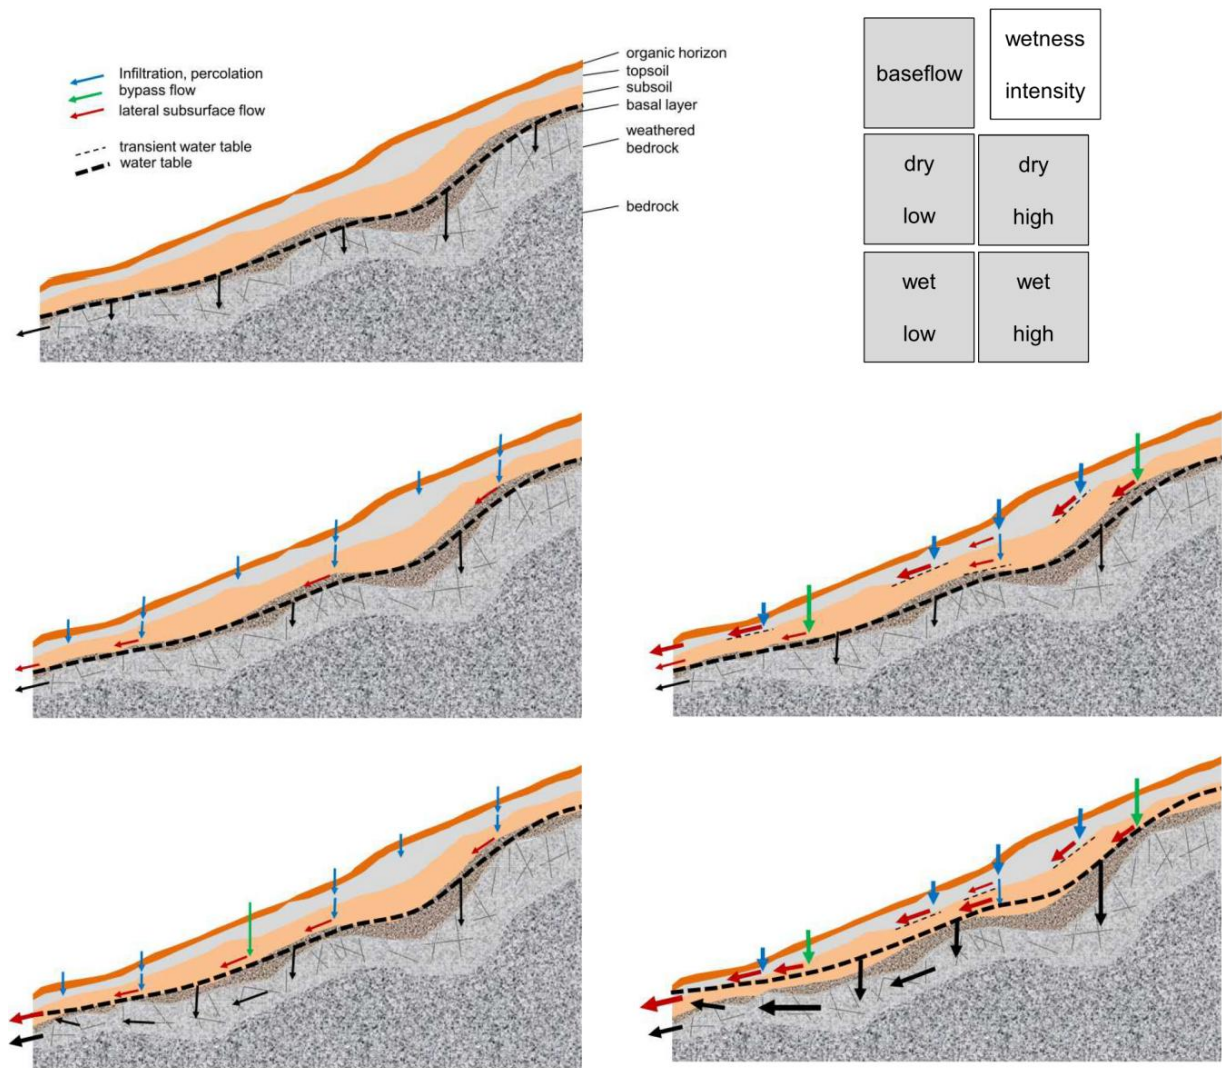 Infiltration, percolation
bypass flow
lateral subsurface flow
transient water table
water table
organic horizon
topsoil
subsoil
basal layer
weathered
bedrock
bedrock
baseflow
wetness
intensity
dry
low
dry
high
wet
low
wet
high